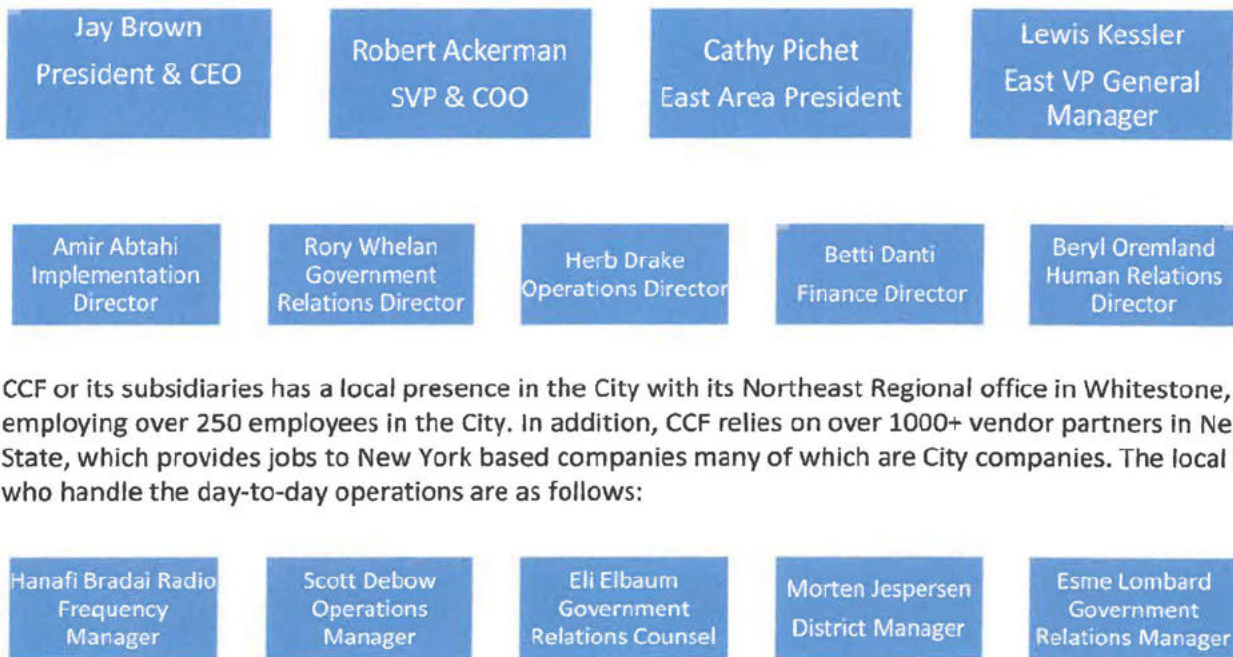 Jay Brown
President & CEO
Robert Ackerman
SVP & COO
Cathy Pichet
East Area President
Lewis Kessler
East VP General
Manager
Amir Abtahi
Implementation
Director
Rory Whelan
Government
Relations Director
Herb Drake
Operations Director
Betti Danti
Finance Director
Beryl Oremland
Human Relations
Director
CCF or its subsidiaries has a local presence in the City with its Northeast Regional office in Whitestone,
employing over 250 employees in the City. In addition, CCF relies on over 1000+ vendor partners in Ne
State, which provides jobs to New York based companies many of which are City companies. The local
who handle the day-to-day operations are as follows:
Hanafi Bradai Radio
Frequency
Manager
Scott Debow
Operations
Manager
Eli Elbaum
Government
Relations Counsel
Morten Jespersen
District Manager
Esme Lombard
Government
Relations Manager